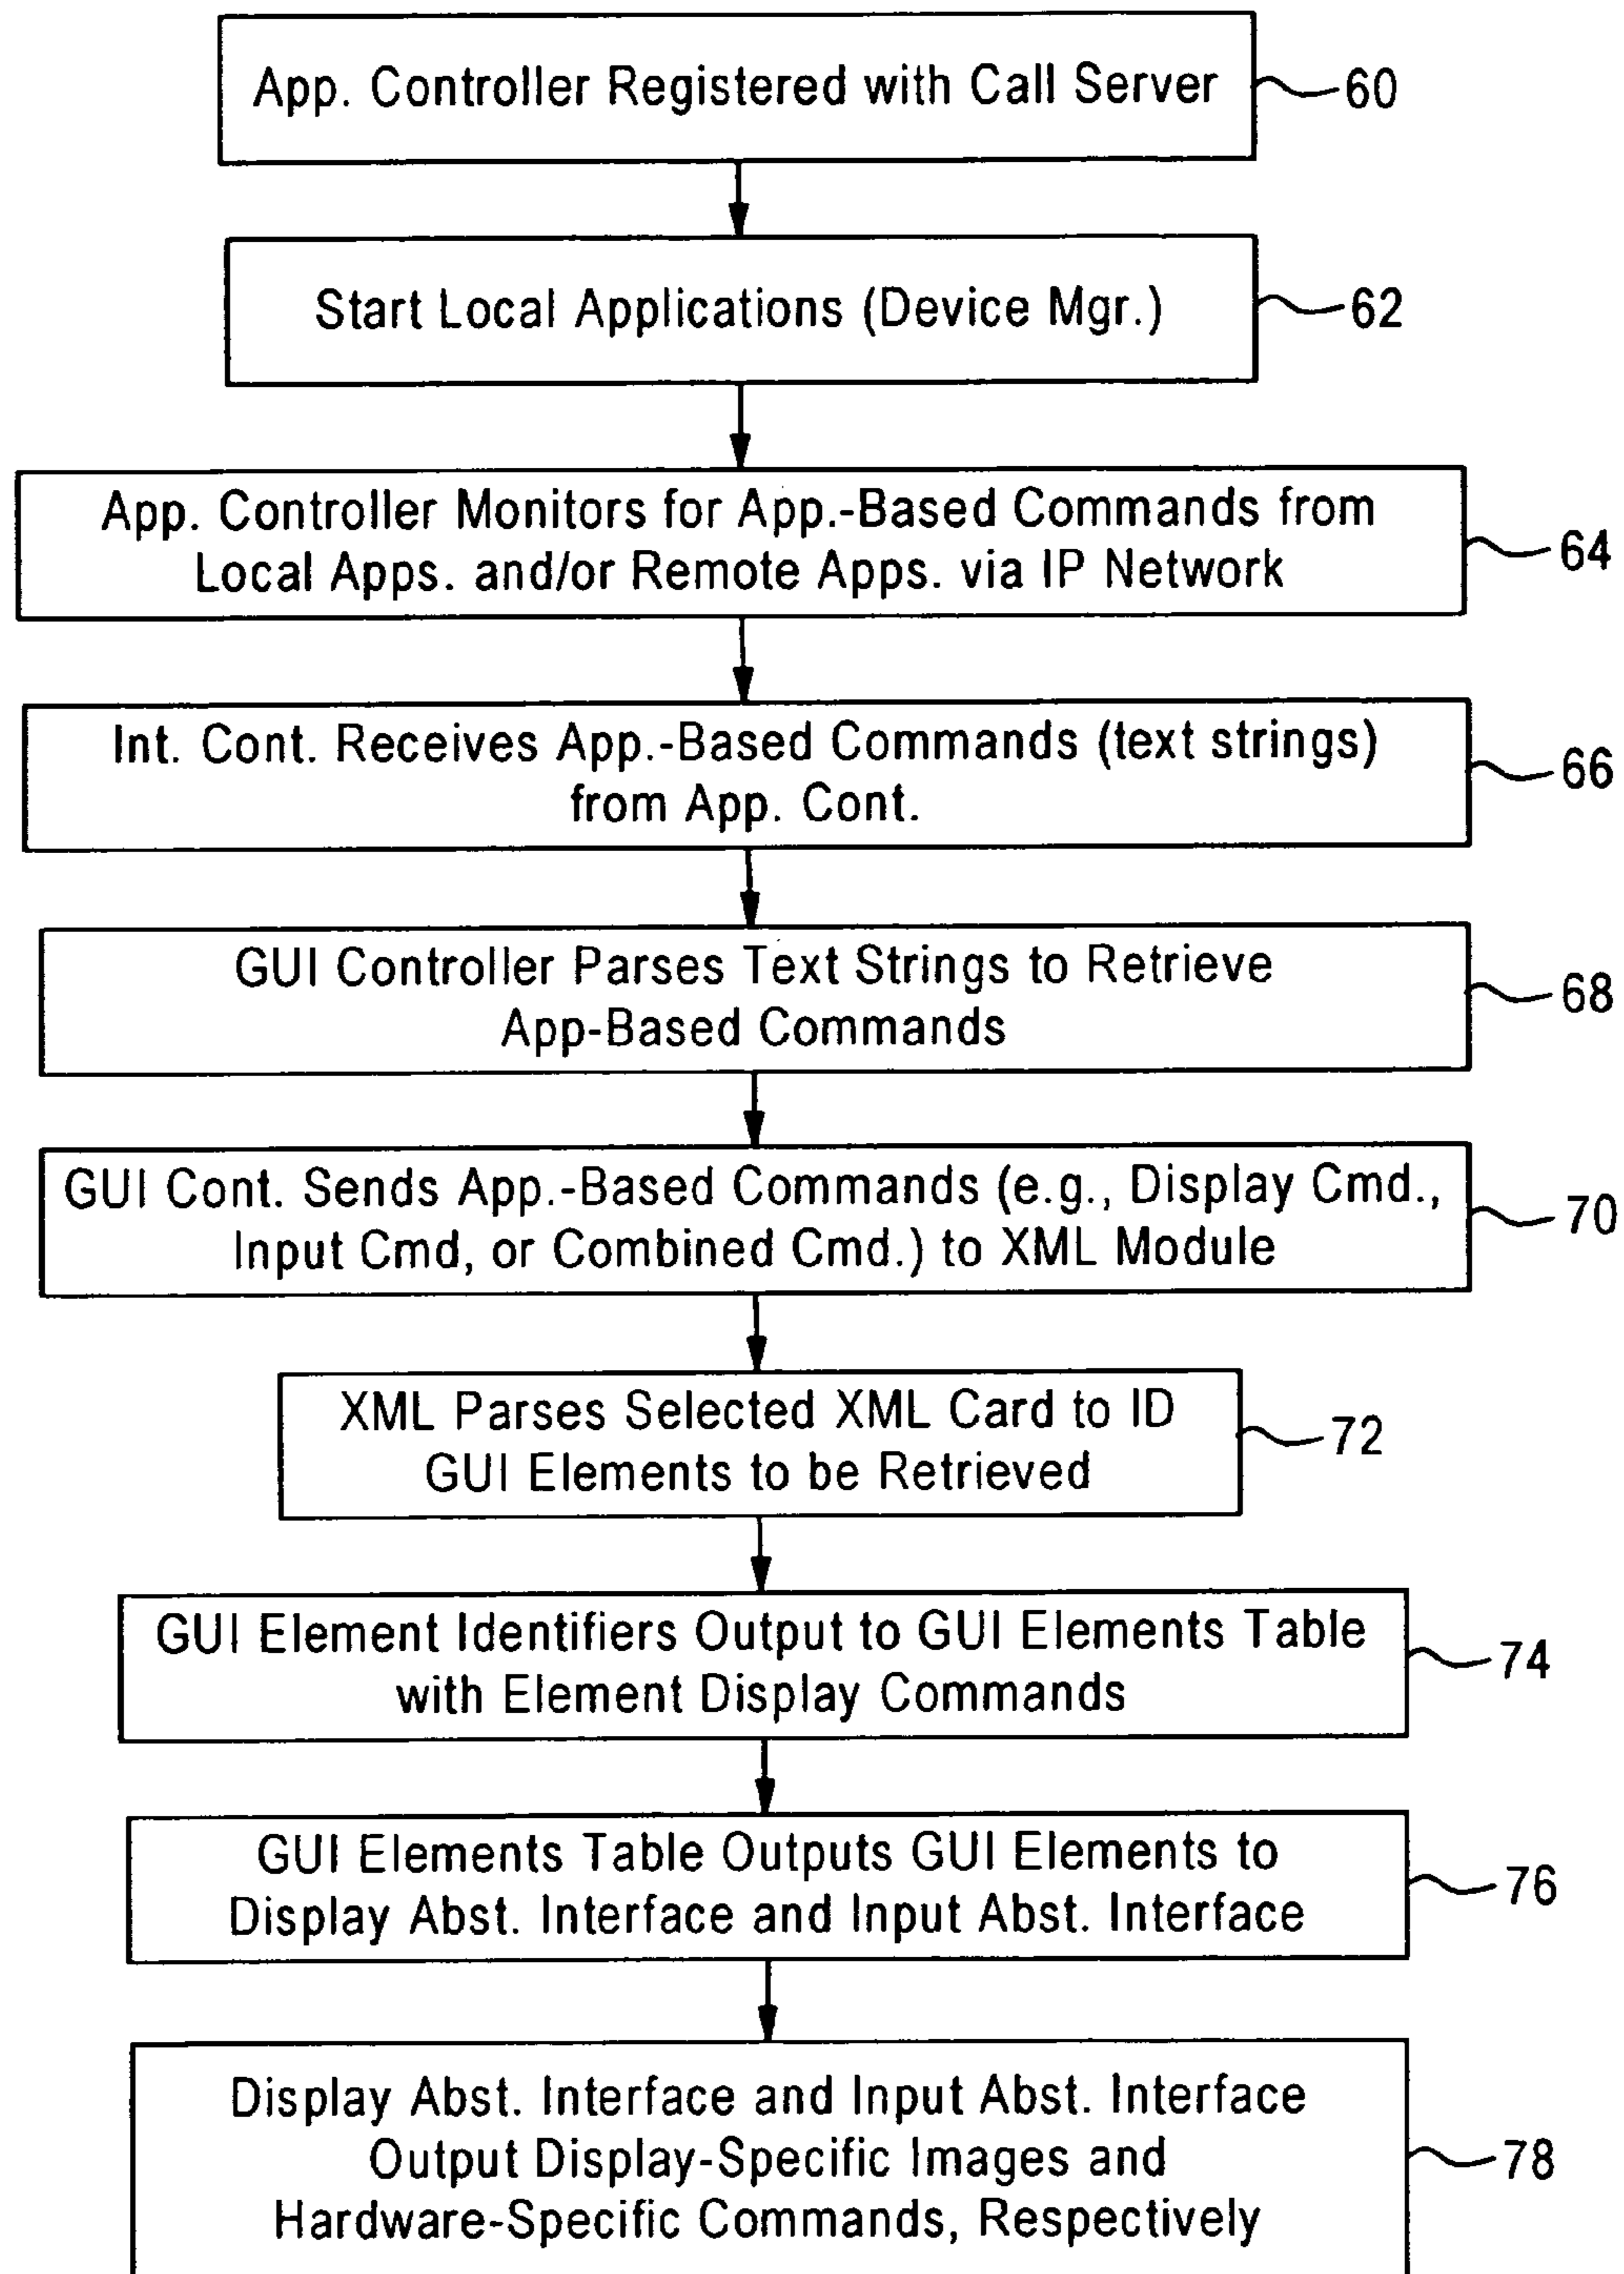 App. Controller Registered with Call Server
60
Start Local Applications (Device Mgr.)
62
App. Controller Monitors for App.-Based Commands from
Local Apps. and/or Remote Apps. via IP Network
64
Int. Cont. Receives App.-Based Commands (text strings)
from App. Cont.
66
GUI Controller Parses Text Strings to Retrieve
App-Based Commands
68
GUI Cont. Sends App.-Based Commands (e.g., Display Cmd.,
Input Cmd, or Combined Cmd.) to XML Module
70
XML Parses Selected XML Card to ID
GUI Elements to be Retrieved
72
GUI Element Identifiers Output to GUI Elements Table
with Element Display Commands
74
GUI Elements Table Outputs GUI Elements to
Display Abst. Interface and Input Abst. Interface
76
Display Abst. Interface and Input Abst. Interface
Output Display-Specific Images and
Hardware-Specific Commands, Respectively
78